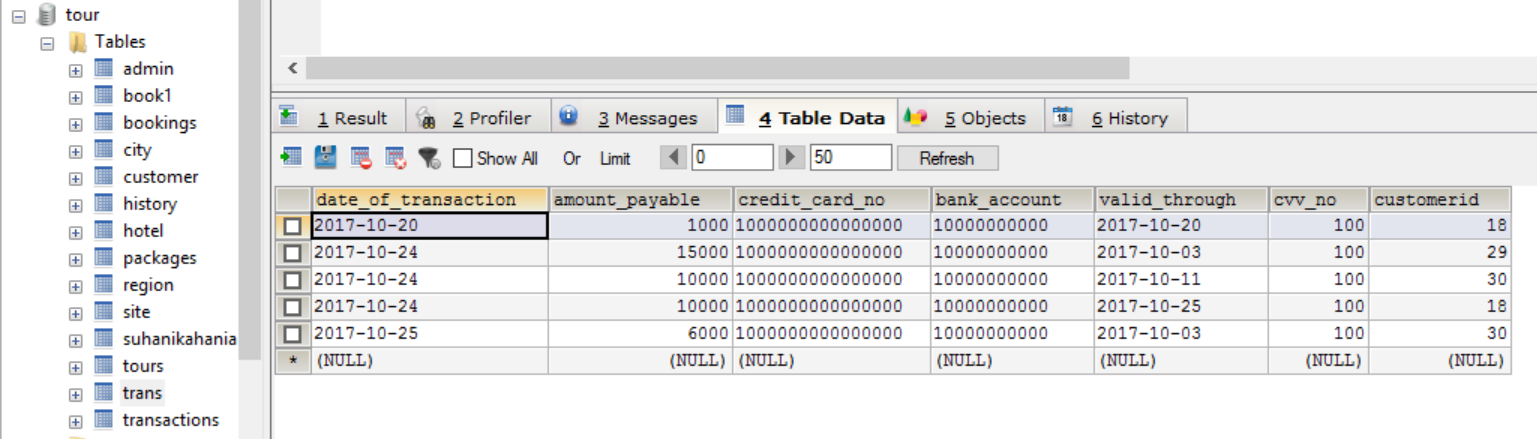 tour
Tables
admin
book1
bookings
city
customer
history
hotel
packages
region
site
suhanikahania
tours
trans
transactions
1 Result 2 Profiler 3 Messages 4 Table Data 5 Objects 18 6 History
Show All Or Limit 0 50 Refresh
date_of_transaction amount_payable credit_card_no bank_account valid_through cvv_no customerid
2017-10-20 1000 1000000000000000 10000000000 2017-10-20 100 18
2017-10-24 15000 1000000000000000 10000000000 2017-10-03 100 29
2017-10-24 10000 1000000000000000 10000000000 2017-10-11 100 30
2017-10-24 10000 1000000000000000 10000000000 2017-10-25 100 18
2017-10-25 6000 1000000000000000 10000000000 2017-10-03 100 30
* (NULL) (NULL) (NULL) (NULL) (NULL) (NULL) (NULL)